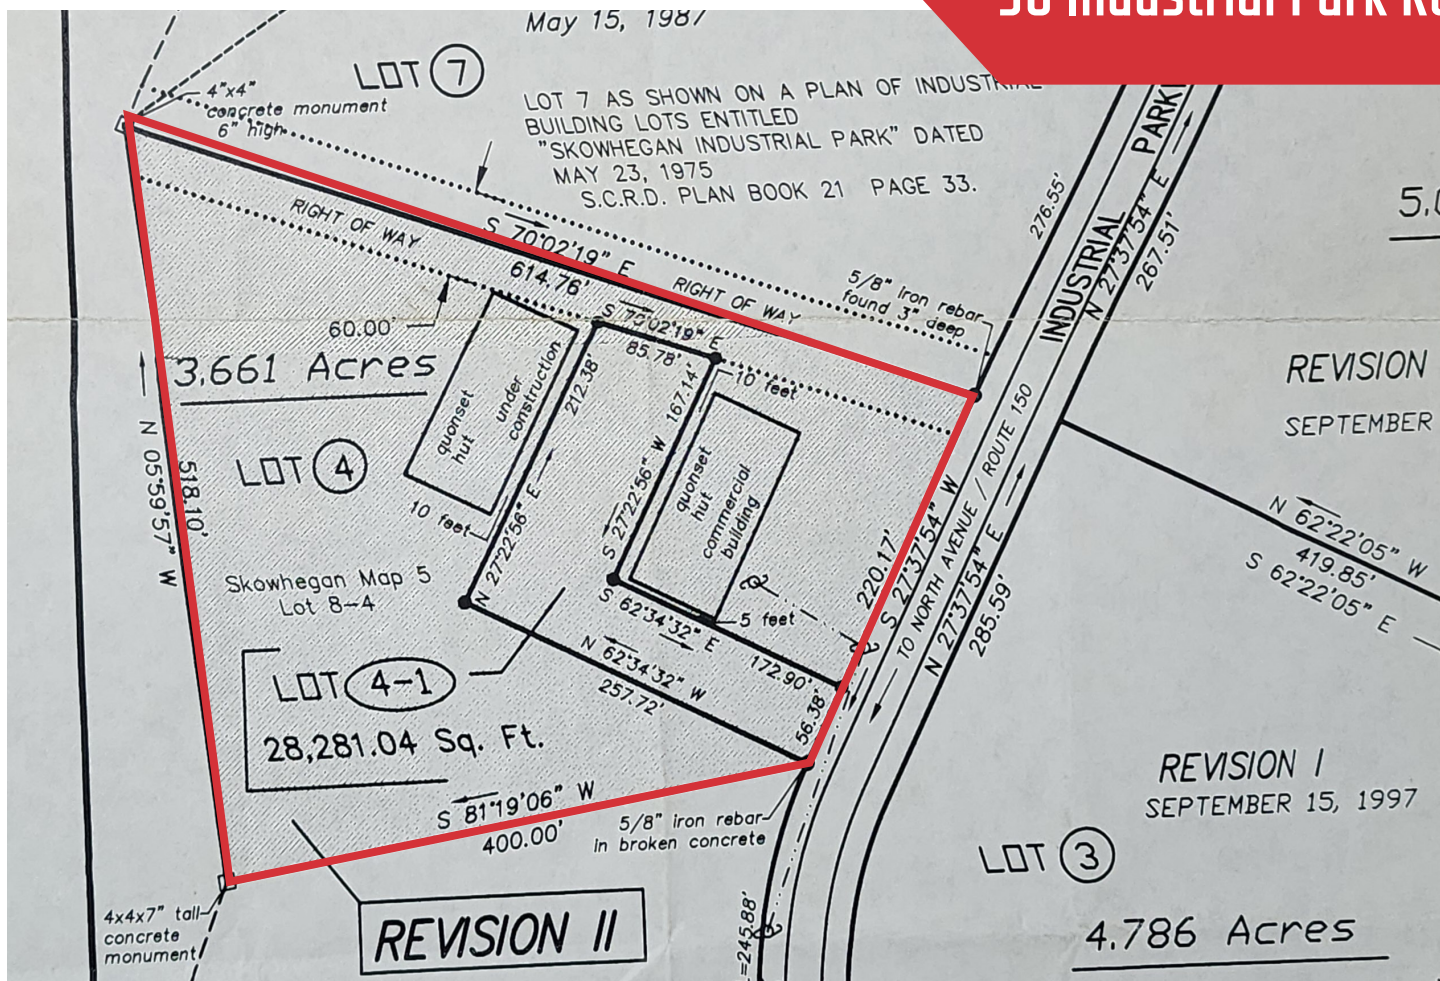 May 15, 1987
LOT 7
4"x4"
concrete monument
6" high
LOT 7 AS SHOWN ON A PLAN OF INDUSTRIAL
BUILDING LOTS ENTITLED
"SKOWHEGAN INDUSTRIAL PARK" DATED
MAY 23, 1975
S.C.R.D. PLAN BOOK 21 PAGE 33.
RIGHT OF WAY
S 70°02'19" E
614.76'
RIGHT OF WAY
5/8" iron rebar
found 3" deep
276.55'
INDUSTRIAL PARK
N 27°37'54" E
267.51'
60.00'
3.661 Acres
LOT 4
quonset
hut
under
construction
10 feet
S 70°02'19" E
85.78'
212.38'
N 27°22'56" E
167.14'
S 27°22'56" W
10 feet
quonset
hut
commercial
building
5 feet
S 62°34'32" E
172.90'
N 62°34'32" W
257.72'
56.38'
220.17'
S 27°37'54" W
TO NORTH AVENUE // ROUTE 150
N 27°37'54" E
285.59'
REVISION
SEPTEMBER
N 62°22'05" W
419.85'
S 62°22'05" E
N 05°59'57" W
518.10'
Skowhegan Map 5
Lot 8-4
LOT 4-1
28,281.04 Sq. Ft.
S 81°19'06" W
400.00'
5/8" iron rebar
in broken concrete
REVISION I
SEPTEMBER 15, 1997
LOT 3
4.786 Acres
4x4x7" tall
concrete
monument
REVISION II
=245.88'